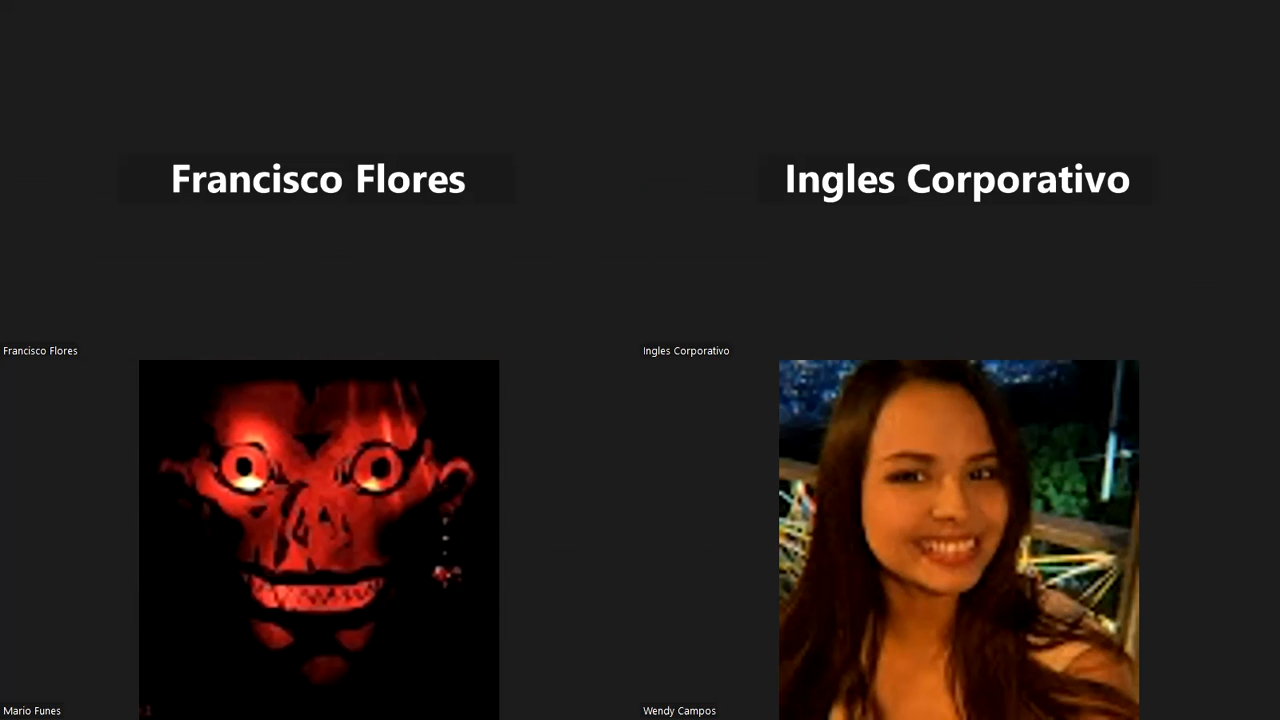 Francisco Flores
Ingles Corporativo
Francisco Flores
Ingles Corporativo
Mario Funes
Wendy Campos